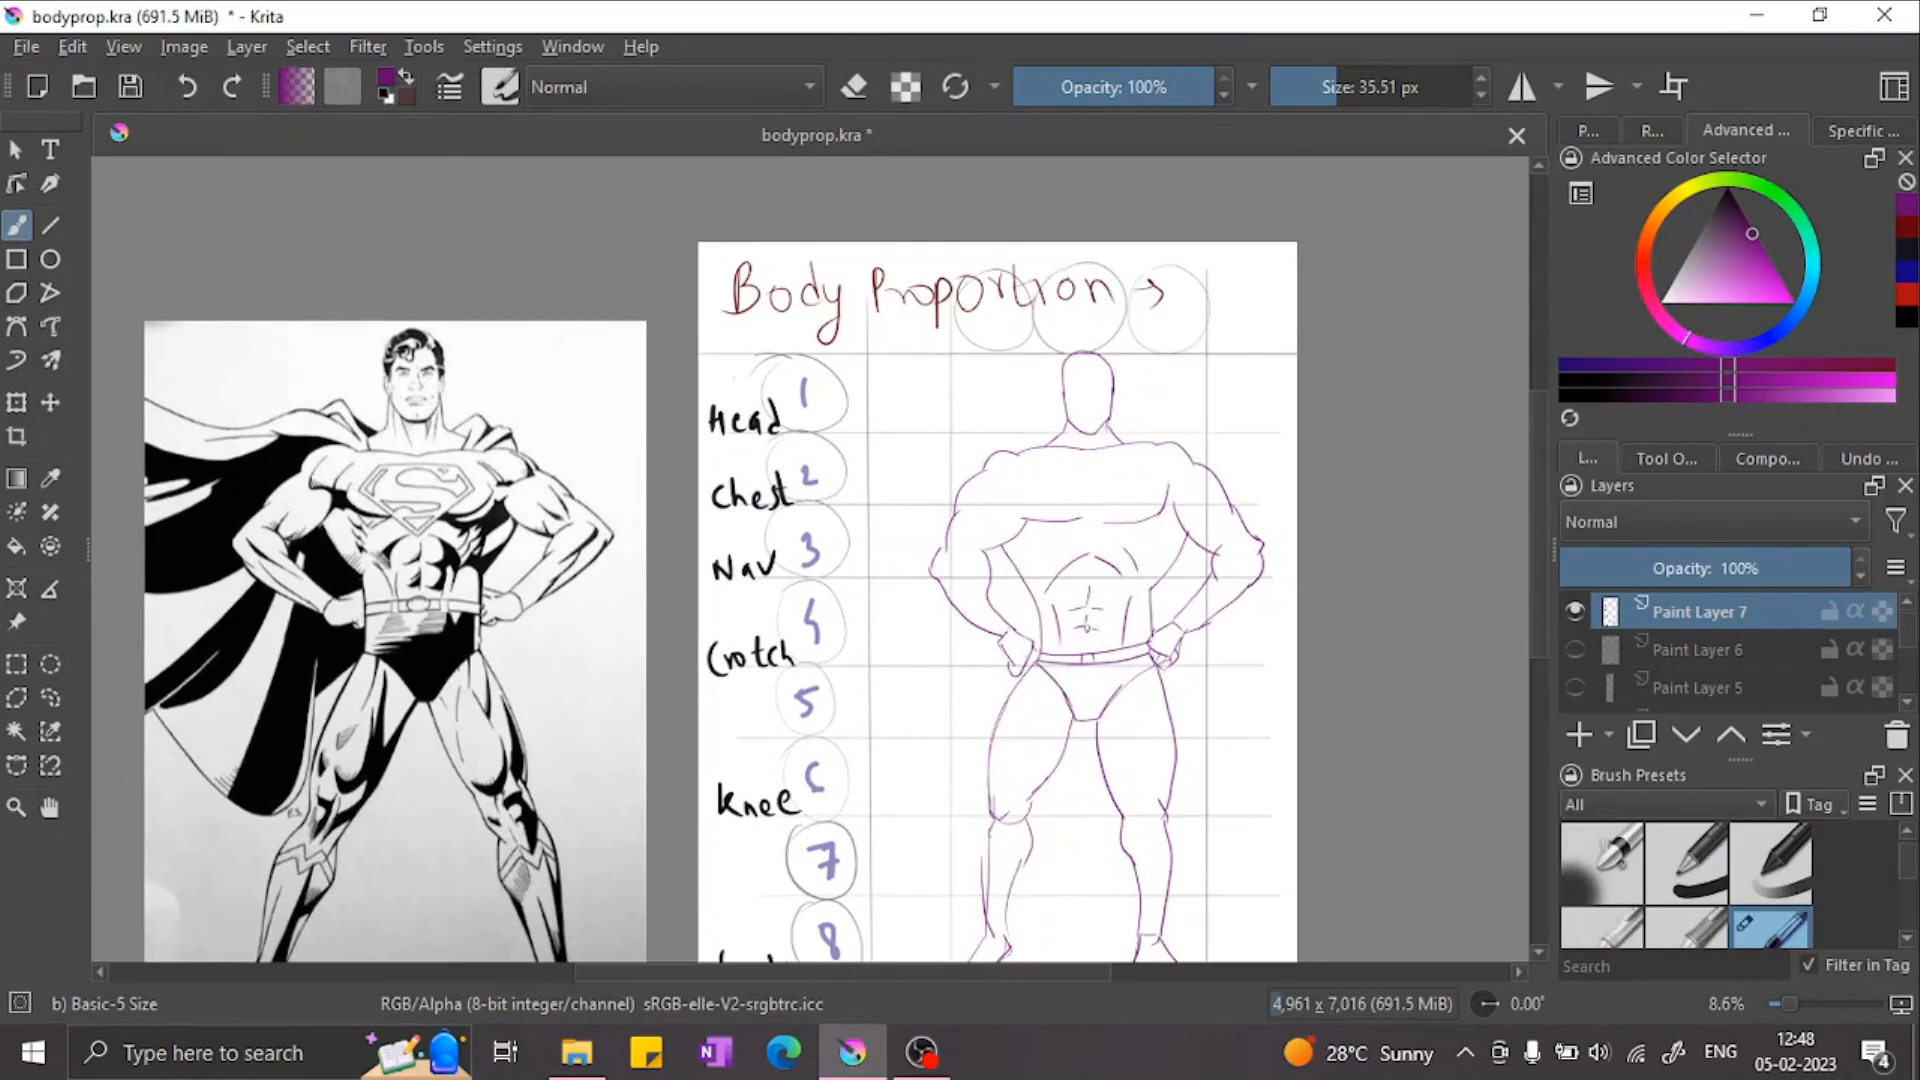 bodyprop.kra (691.5 MiB) * - Krita
File Edit View Image Layer Select Filter Tools Settings Window Help
Normal
Opacity: 100%
Size: 35.51 px
bodyprop.kra *
P... R... Advanced ... Specific ...
Advanced Color Selector
Body Proportion →
1
Head
2
Chest
3
Nav
4
Crotch
5
6
Knee
7
8
S
L... Tool O... Compo... Undo ...
Layers
Normal
Opacity: 100%
Paint Layer 7
Paint Layer 6
Paint Layer 5
Brush Presets
All
Tag
Search
Filter in Tag
b) Basic-5 Size
RGB/Alpha (8-bit integer/channel) sRGB-elle-V2-srgbtrc.icc
4,961 x 7,016 (691.5 MiB)
0.00°
8.6%
Type here to search
28°C Sunny
ENG
12:48
05-02-2023
4